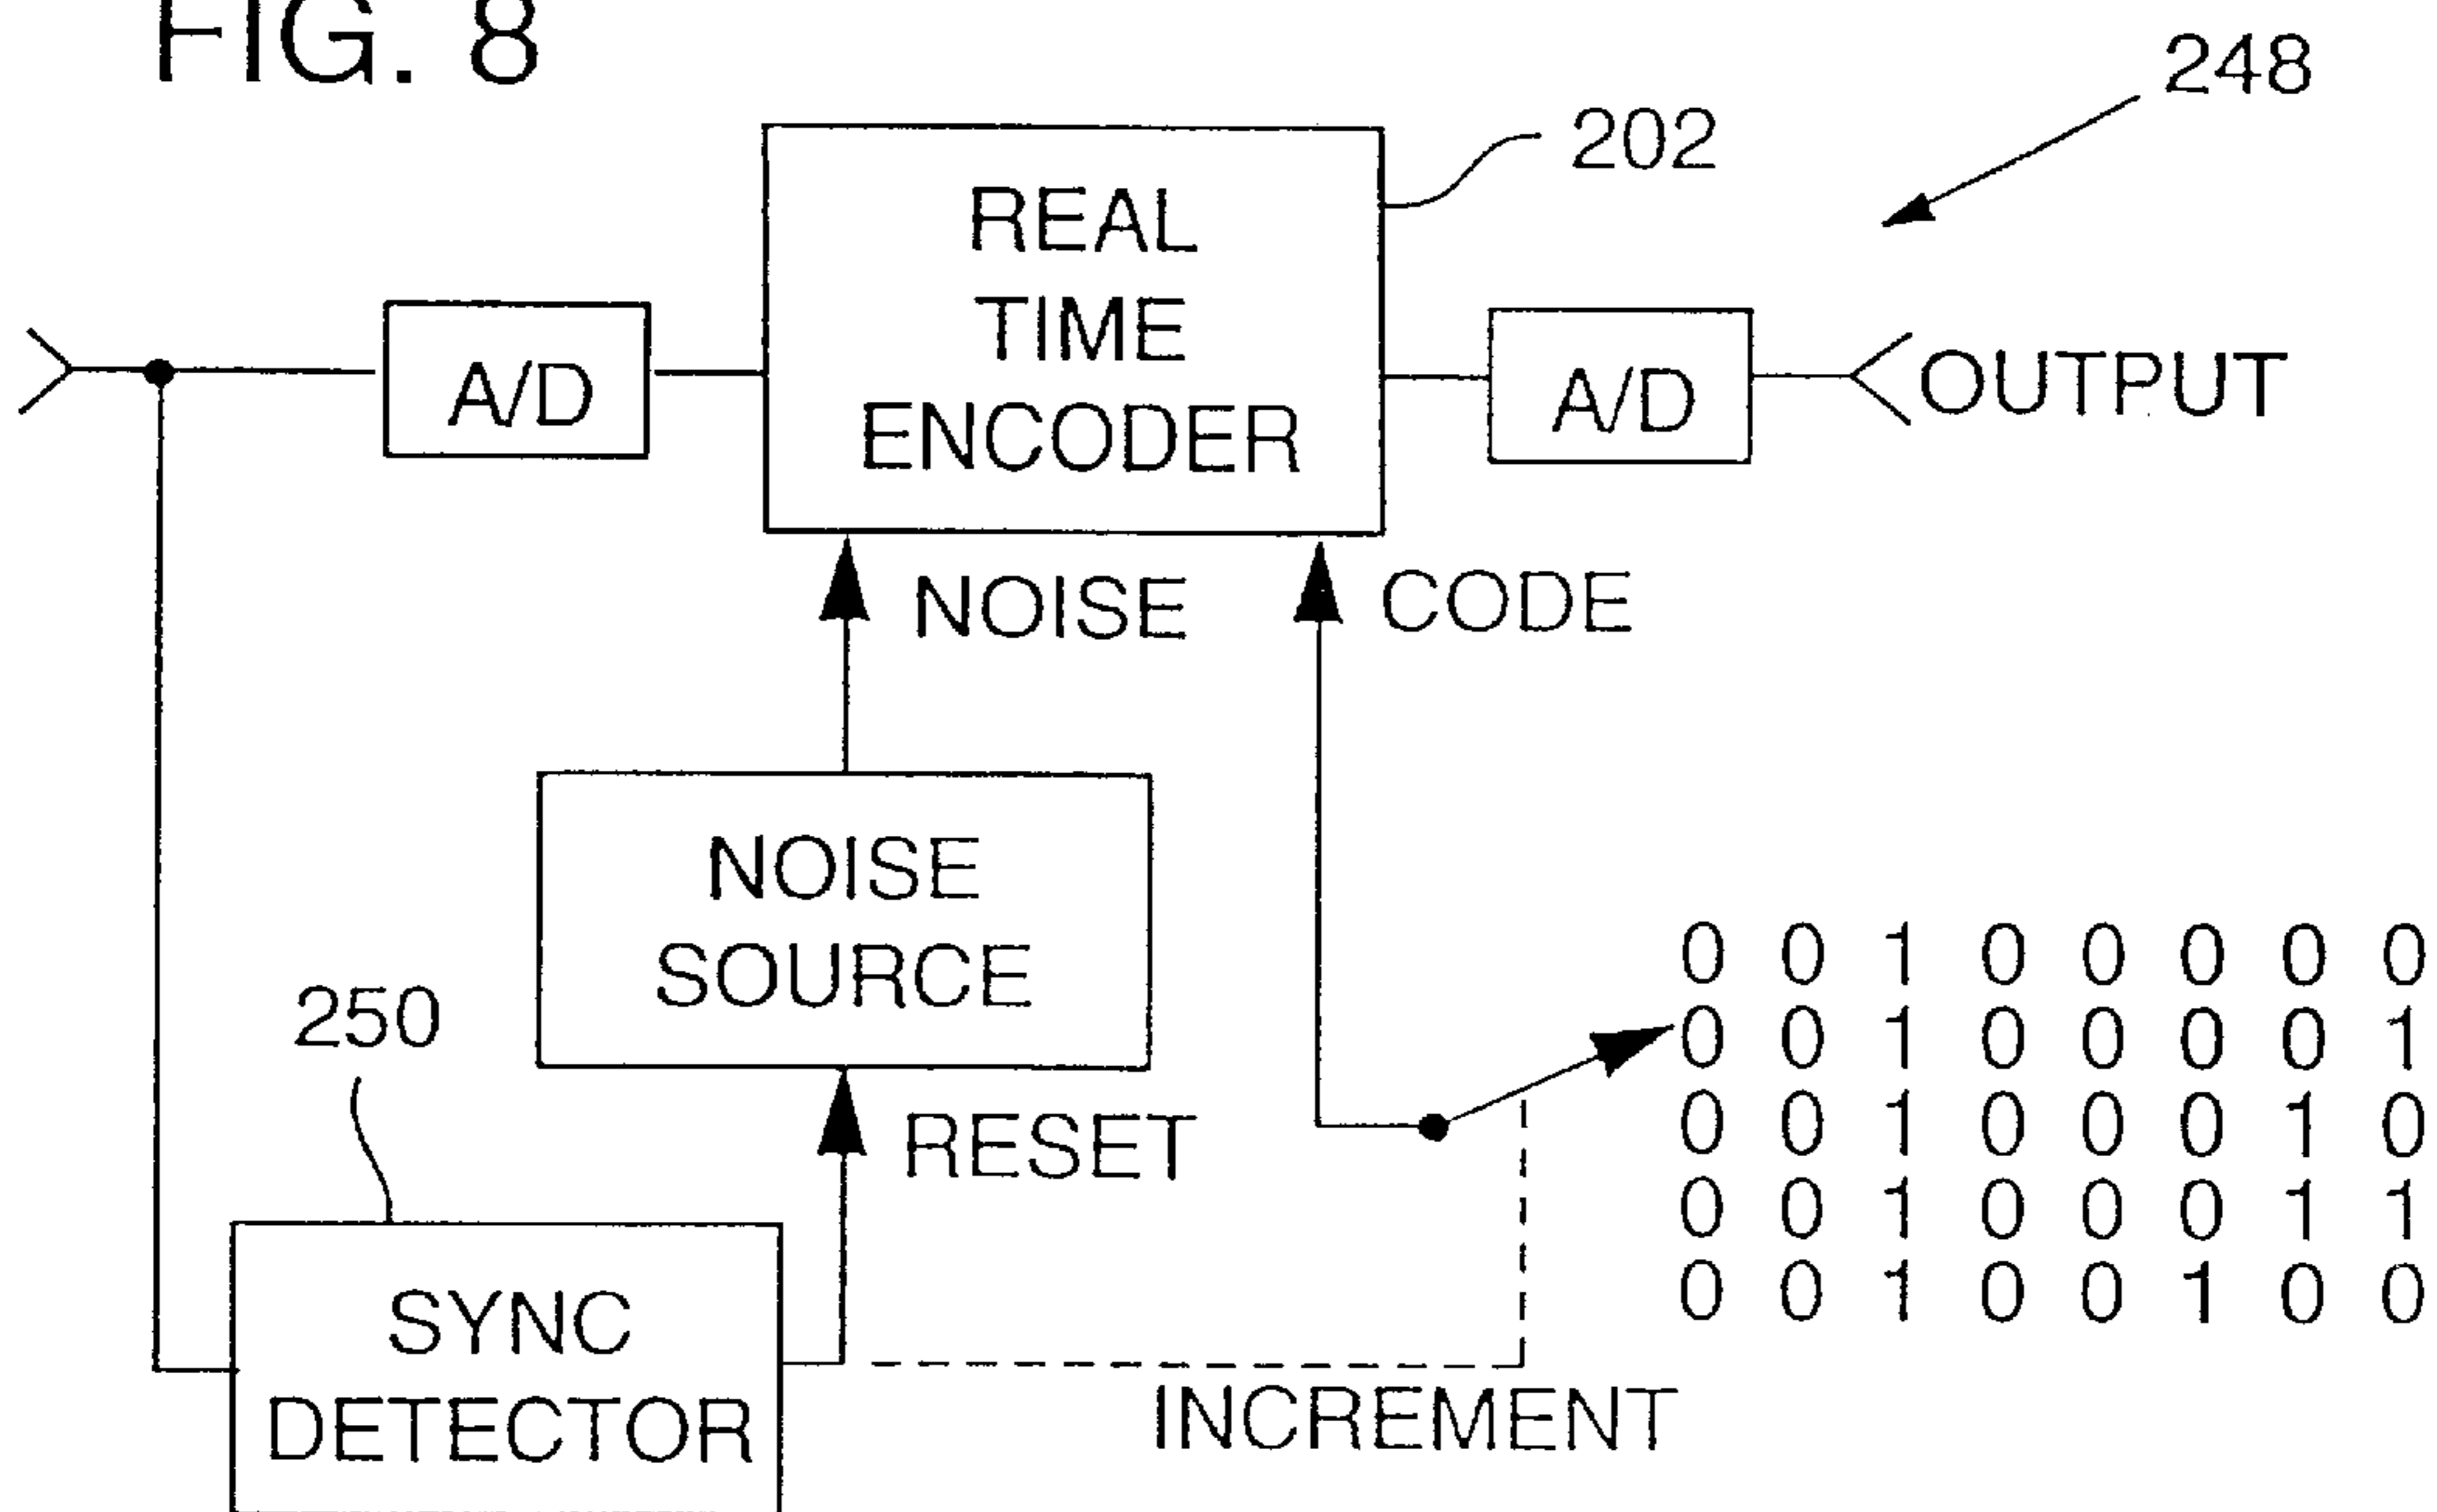 FIG. 8
248
202
REAL
TIME
ENCODER
A/D
A/D
OUTPUT
NOISE
CODE
NOISE
SOURCE
250
RESET
0 0 1 0 0 0 0 0
0 0 1 0 0 0 0 1
0 0 1 0 0 0 1 0
0 0 1 0 0 0 1 1
0 0 1 0 0 1 0 0
SYNC
DETECTOR
INCREMENT